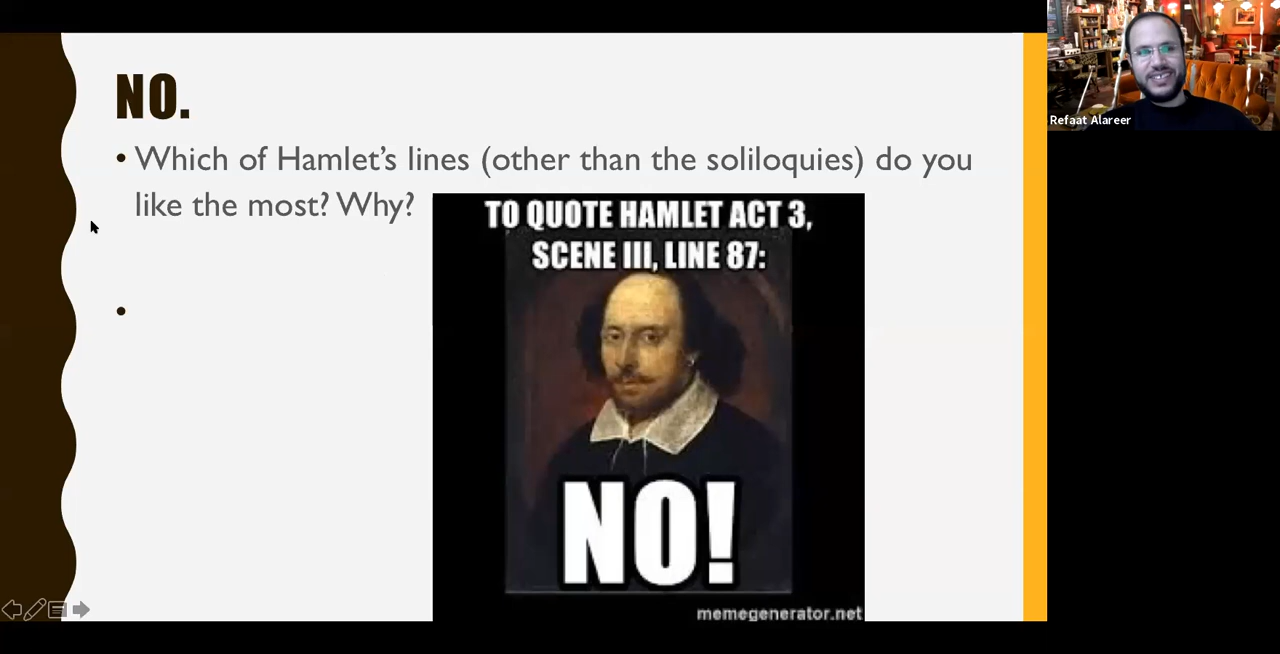 NO.
• Which of Hamlet’s lines (other than the soliloquies) do you
like the most? Why?
•
TO QUOTE HAMLET ACT 3,
SCENE III, LINE 87:
NO!
memegenerator.net
Refaat Alareer